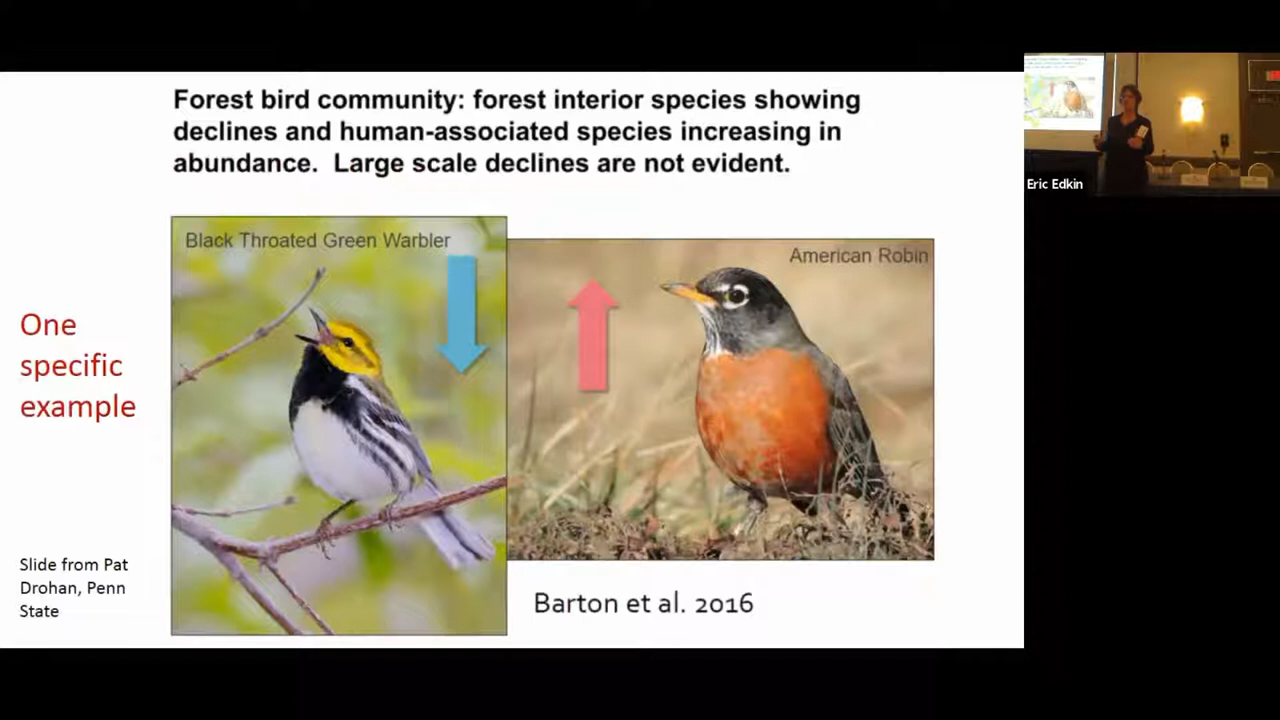 Forest bird community: forest interior species showing
declines and human-associated species increasing in
abundance. Large scale declines are not evident.
Black Throated Green Warbler
American Robin
One
specific
example
Slide from Pat
Drohan, Penn
State
Barton et al. 2016
Eric Edkin